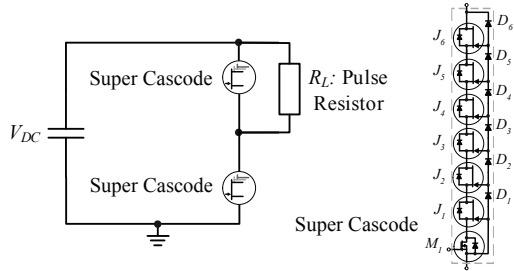 Super Cascode
R_L: Pulse
Resistor
V_DC
Super Cascode
Super Cascode
J_6
D_6
J_5
D_5
J_4
D_4
J_3
D_3
J_2
D_2
J_1
D_1
M_1